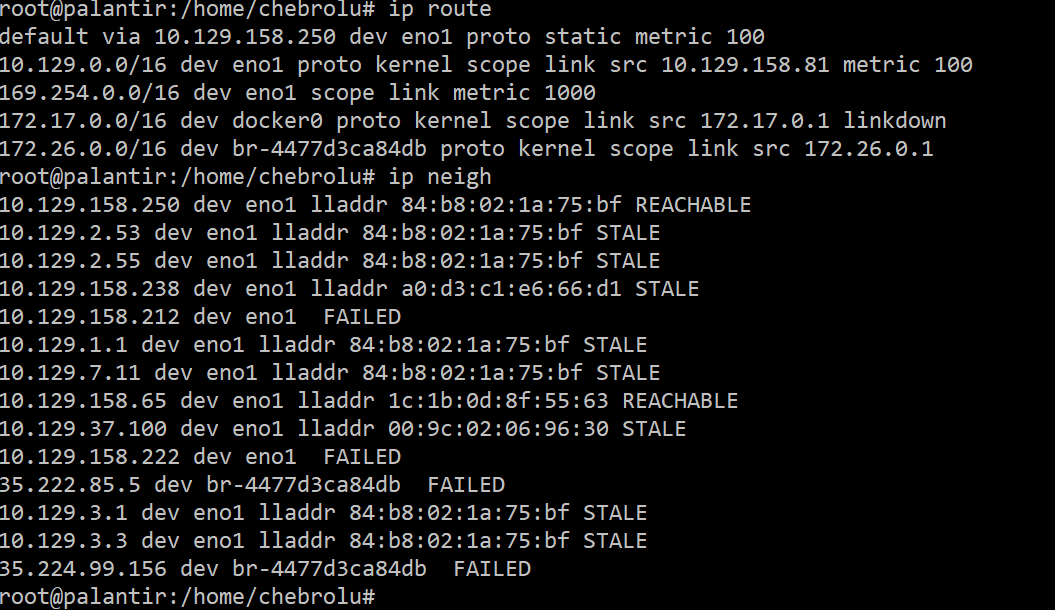 root@palantir:/home/chebrolu# ip route
default via 10.129.158.250 dev eno1 proto static metric 100
10.129.0.0/16 dev eno1 proto kernel scope link src 10.129.158.81 metric 100
169.254.0.0/16 dev eno1 scope link metric 1000
172.17.0.0/16 dev docker0 proto kernel scope link src 172.17.0.1 linkdown
172.26.0.0/16 dev br-4477d3ca84db proto kernel scope link src 172.26.0.1
root@palantir:/home/chebrolu# ip neigh
10.129.158.250 dev eno1 lladdr 84:b8:02:1a:75:bf REACHABLE
10.129.2.53 dev eno1 lladdr 84:b8:02:1a:75:bf STALE
10.129.2.55 dev eno1 lladdr 84:b8:02:1a:75:bf STALE
10.129.158.238 dev eno1 lladdr a0:d3:c1:e6:66:d1 STALE
10.129.158.212 dev eno1  FAILED
10.129.1.1 dev eno1 lladdr 84:b8:02:1a:75:bf STALE
10.129.7.11 dev eno1 lladdr 84:b8:02:1a:75:bf STALE
10.129.158.65 dev eno1 lladdr 1c:1b:0d:8f:55:63 REACHABLE
10.129.37.100 dev eno1 lladdr 00:9c:02:06:96:30 STALE
10.129.158.222 dev eno1  FAILED
35.222.85.5 dev br-4477d3ca84db  FAILED
10.129.3.1 dev eno1 lladdr 84:b8:02:1a:75:bf STALE
10.129.3.3 dev eno1 lladdr 84:b8:02:1a:75:bf STALE
35.224.99.156 dev br-4477d3ca84db  FAILED
root@palantir:/home/chebrolu#